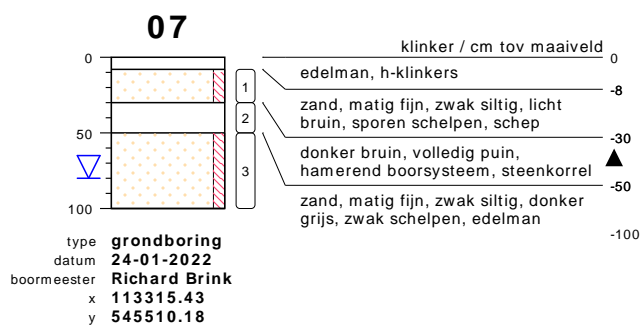 07
klinker / cm tov maaiveld
0
0
edelman, h-klinkers
-8
1
zand, matig fijn, zwak siltig, licht
bruin, sporen schelpen, schep
2
-30
50
donker bruin, volledig puin,
hamerend boorsysteem, steenkorrel
3
-50
zand, matig fijn, zwak siltig, donker
grijs, zwak schelpen, edelman
100
-100
type grondboring
datum 24-01-2022
boormeester Richard Brink
x 113315.43
y 545510.18